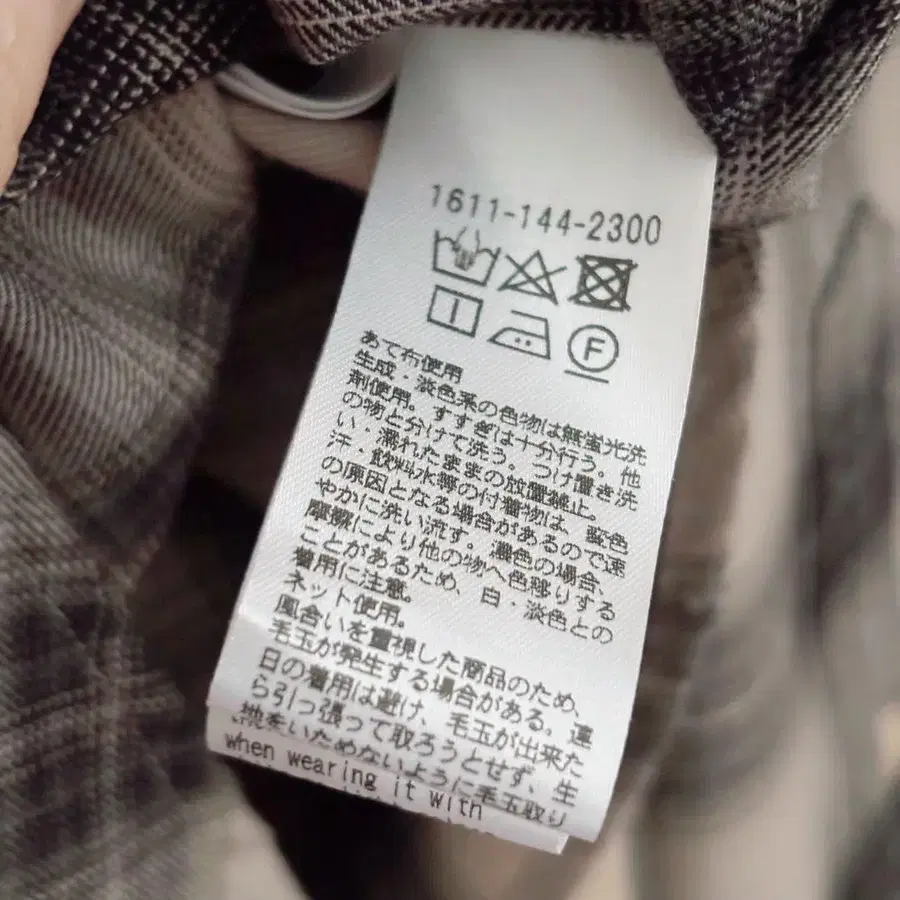 1611-144-2300
F
あて布使用
生成・淡色系の色物は無蛍光洗
剤使用。すすぎは十分行う。他
の物と分けて洗う。つけ置き洗
い・濡れたままの放置禁止。
汗・飲料水等の付着物は、変色
の原因となる場合があるので速
やかに洗い流す。濃色の場合、
摩擦により他の物へ色移りする
ことがあるため、白・淡色との
着用に注意。
ネット使用。
風合いを重視した商品のため、
毛玉が発生する場合がある。連
日の着用は避け、毛玉が出来た
ら引っ張って取ろうとせず、生
地をいためないように毛玉取り
when wearing it with